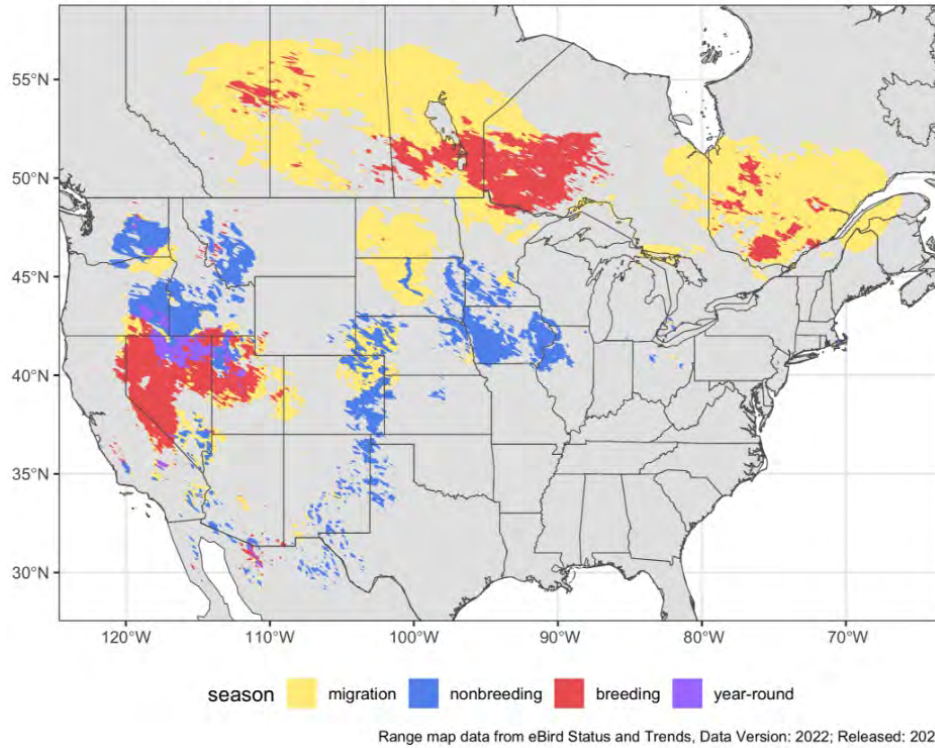 55°N
50°N
45°N
40°N
35°N
30°N
120°W 110°W 100°W 90°W 80°W 70°W
season migration nonbreeding breeding year-round
Range map data from eBird Status and Trends, Data Version: 2022; Released: 202